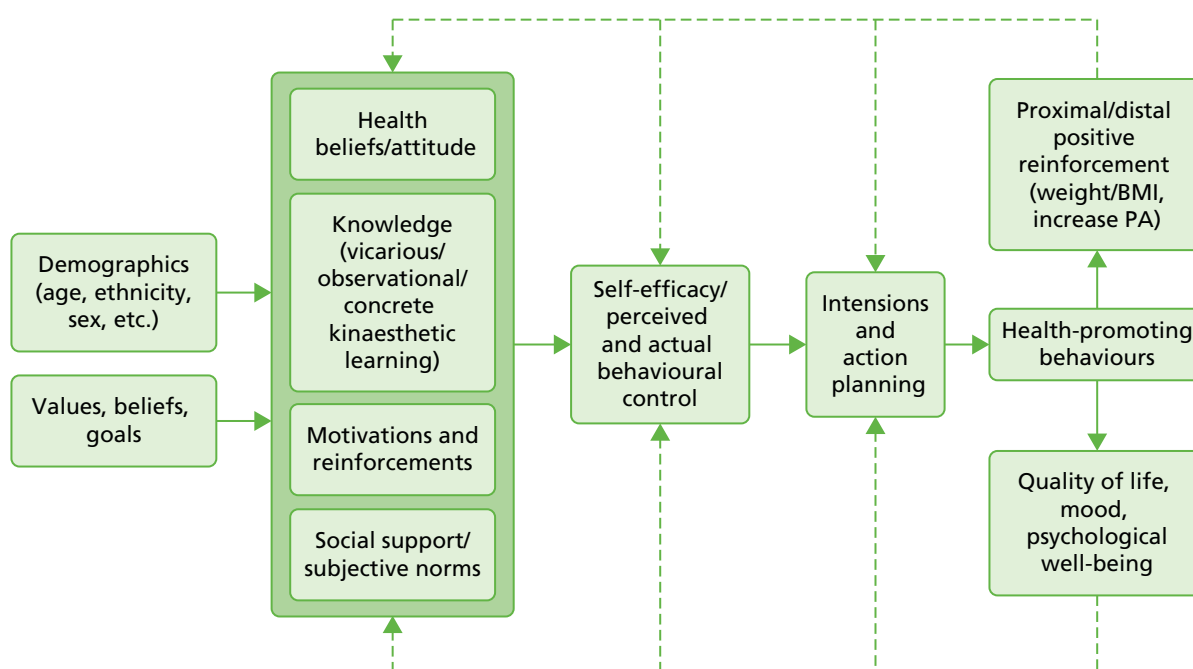 Demographics
(age, ethnicity,
sex, etc.)
Values, beliefs,
goals
Health
beliefs/attitude
Knowledge
(vicarious/
observational/
concrete
kinaesthetic
learning)
Motivations and
reinforcements
Social support/
subjective norms
Self-efficacy/
perceived
and actual
behavioural
control
Intensions
and
action
planning
Health-promoting
behaviours
Proximal/distal
positive
reinforcement
(weight/BMI,
increase PA)
Quality of life,
mood,
psychological
well-being